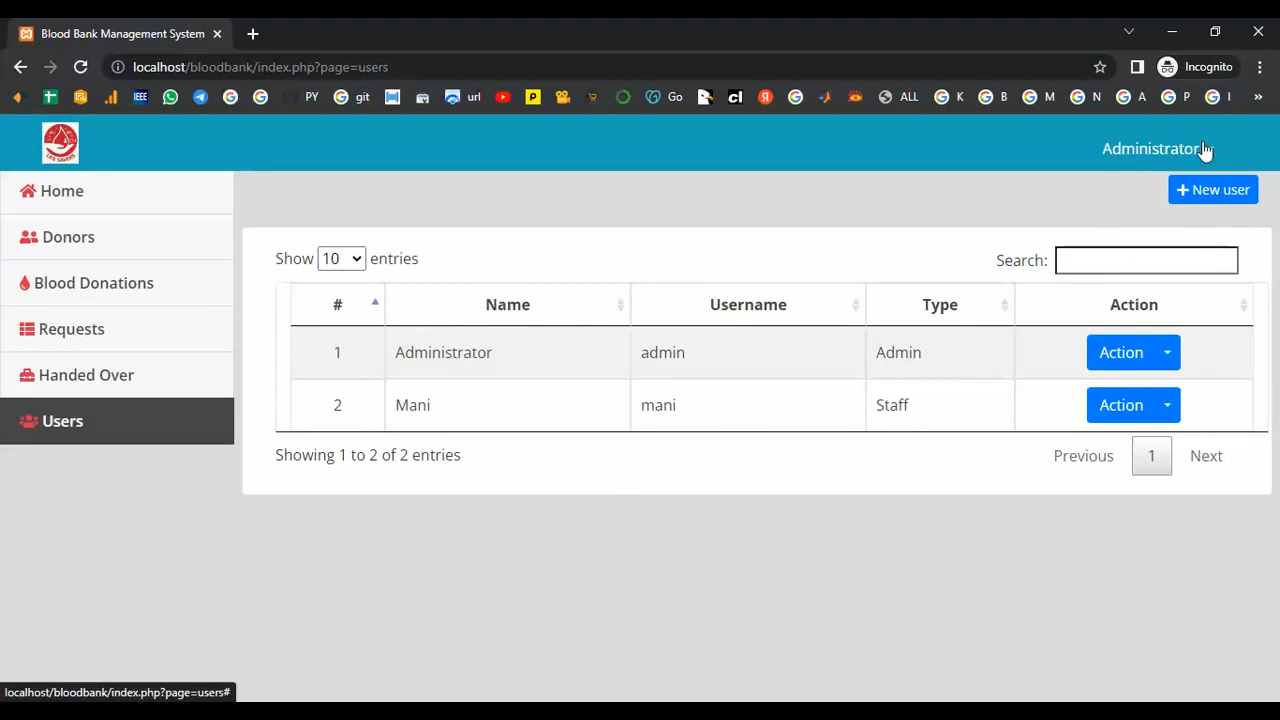 Blood Bank Management System
localhost/bloodbank/index.php?page=users
Incognito
PY
git
url
Go
ALL
K
B
M
N
A
P
I
LIFE SAVERS
Administrator
Home
+ New user
Donors
Blood Donations
Requests
Handed Over
Users
Show 10 entries
Search:
# Name Username Type Action
1 Administrator admin Admin Action
2 Mani mani Staff Action
Showing 1 to 2 of 2 entries
Previous 1 Next
localhost/bloodbank/index.php?page=users#